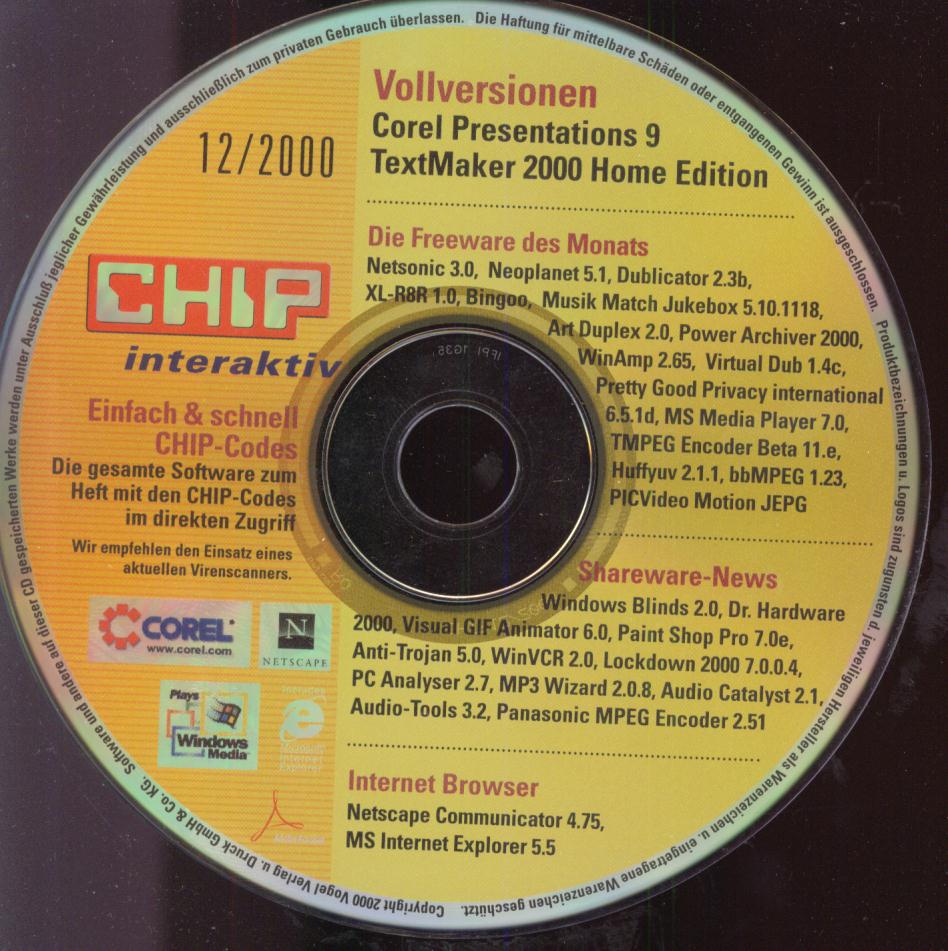 12/2000
CHIP
interaktiv
Einfach & schnell
CHIP-Codes
Die gesamte Software zum
Heft mit den CHIP-Codes
im direkten Zugriff
Wir empfehlen den Einsatz eines
aktuellen Virenscanners.
COREL
www.corel.com
N
NETSCAPE
Plays
Windows
Media
Microsoft
Internet
Explorer
Vollversionen
Corel Presentations 9
TextMaker 2000 Home Edition
Die Freeware des Monats
Netsonic 3.0, Neoplanet 5.1, Dublicator 2.3b,
XL-R8R 1.0, Bingoo, Musik Match Jukebox 5.10.1118,
Art Duplex 2.0, Power Archiver 2000,
WinAmp 2.65, Virtual Dub 1.4c,
Pretty Good Privacy international
6.5.1d, MS Media Player 7.0,
TMPEG Encoder Beta 11.e,
Huffyuv 2.1.1, bbMPEG 1.23,
PICVideo Motion JEPG
Shareware-News
Windows Blinds 2.0, Dr. Hardware
2000, Visual GIF Animator 6.0, Paint Shop Pro 7.0e,
Anti-Trojan 5.0, WinVCR 2.0, Lockdown 2000 7.0.0.4,
PC Analyser 2.7, MP3 Wizard 2.0.8, Audio Catalyst 2.1,
Audio-Tools 3.2, Panasonic MPEG Encoder 2.51
Internet Browser
Netscape Communicator 4.75,
MS Internet Explorer 5.5
IFPI 1G35
Copyright 2000 Vogel Verlag u. Druck GmbH & Co. KG. Software und andere auf dieser CD gespeicherten Werke werden unter Ausschluß jeglicher Gewährleistung und ausschließlich zum privaten Gebrauch überlassen. Die Haftung für mittelbare Schäden oder entgangenen Gewinn ist ausgeschlossen. Produktbezeichnungen u. Logos sind zugunsten d. jeweiligen Hersteller als Warenzeichen u. eingetragene Warenzeichen geschützt.